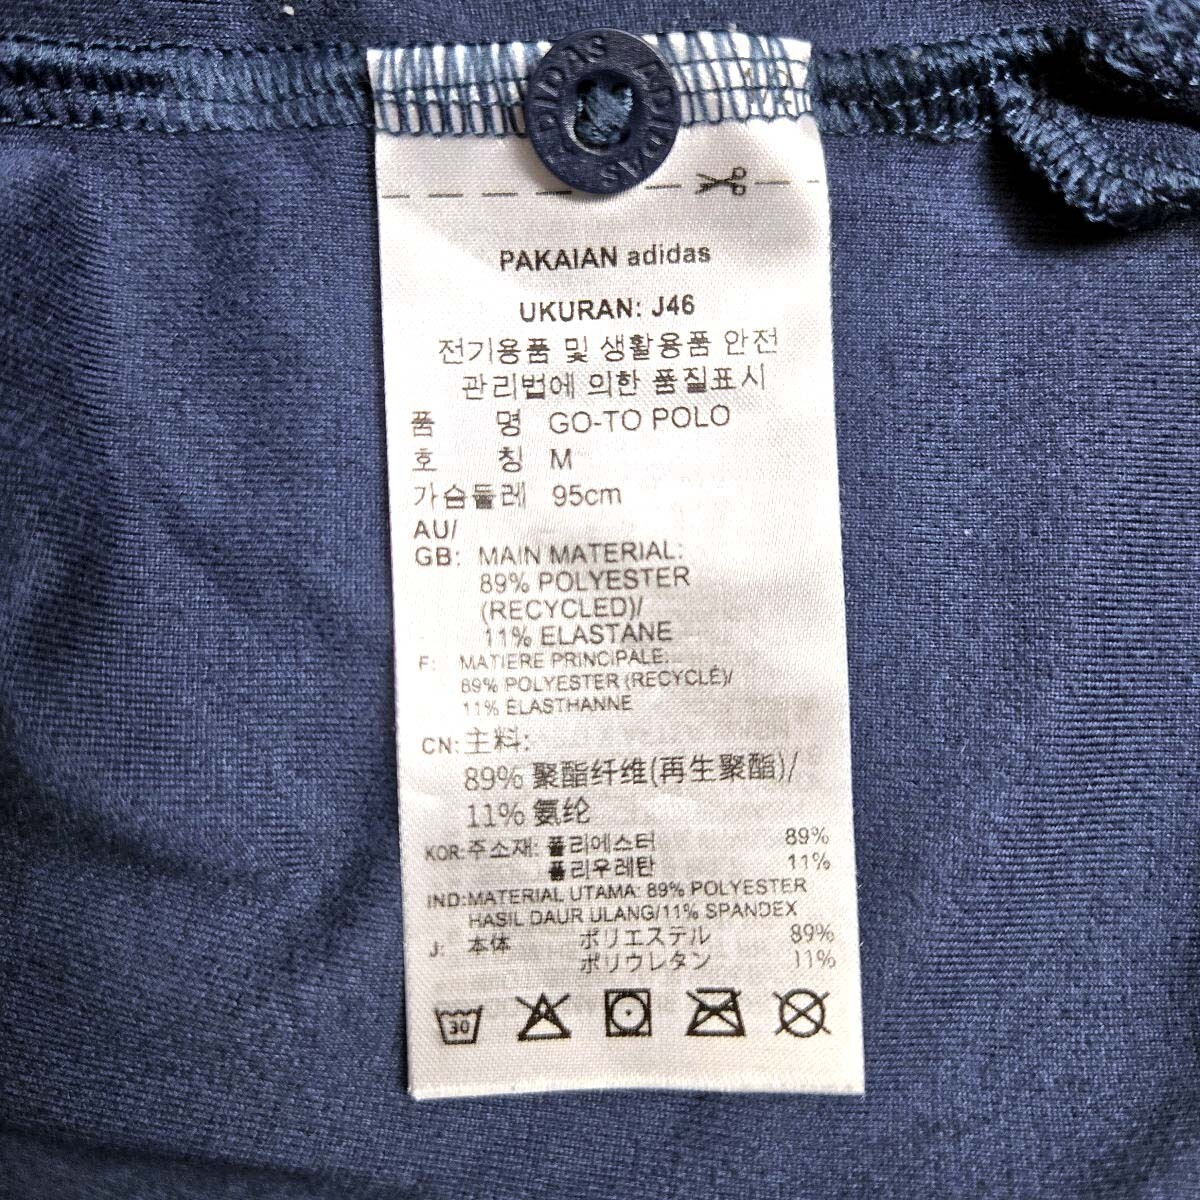 ADIDAS ADIDAS
PAKAIAN adidas
UKURAN: J46
전기용품 및 생활용품 안전
관리법에 의한 품질표시
품 명 GO-TO POLO
호 칭 M
가슴둘레 95cm
AU/
GB: MAIN MATERIAL:
89% POLYESTER
(RECYCLED)/
11% ELASTANE
F: MATIERE PRINCIPALE:
89% POLYESTER (RECYCLÉ)/
11% ELASTHANNE
CN: 主料:
89% 聚酯纤维(再生聚酯)/
11% 氨纶
KOR: 주소재: 폴리에스터 89%
폴리우레탄 11%
IND: MATERIAL UTAMA: 89% POLYESTER
HASIL DAUR ULANG/11% SPANDEX
J: 本体 ポリエステル 89%
ポリウレタン 11%
30